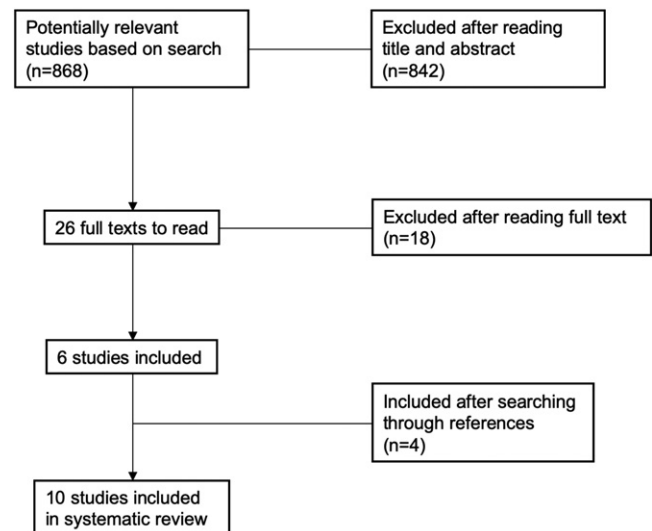 Potentially relevant
studies based on search
(n=868)
Excluded after reading
title and abstract
(n=842)
26 full texts to read
Excluded after reading full text
(n=18)
6 studies included
Included after searching
through references
(n=4)
10 studies included
in systematic review